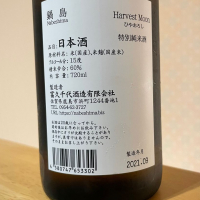 鍋島
Nabeshima
Harvest Moon
ひやおろし
特別純米酒
品目 日本酒
原材料名：米(国産)、米麹(国産米)
アルコール分：15度
精米歩合：60%
内容量：720ml
製造者
富久千代酒造有限会社
佐賀県鹿島市浜町1244番地1
TEL 0954-62-3727
製造年月
2021.09